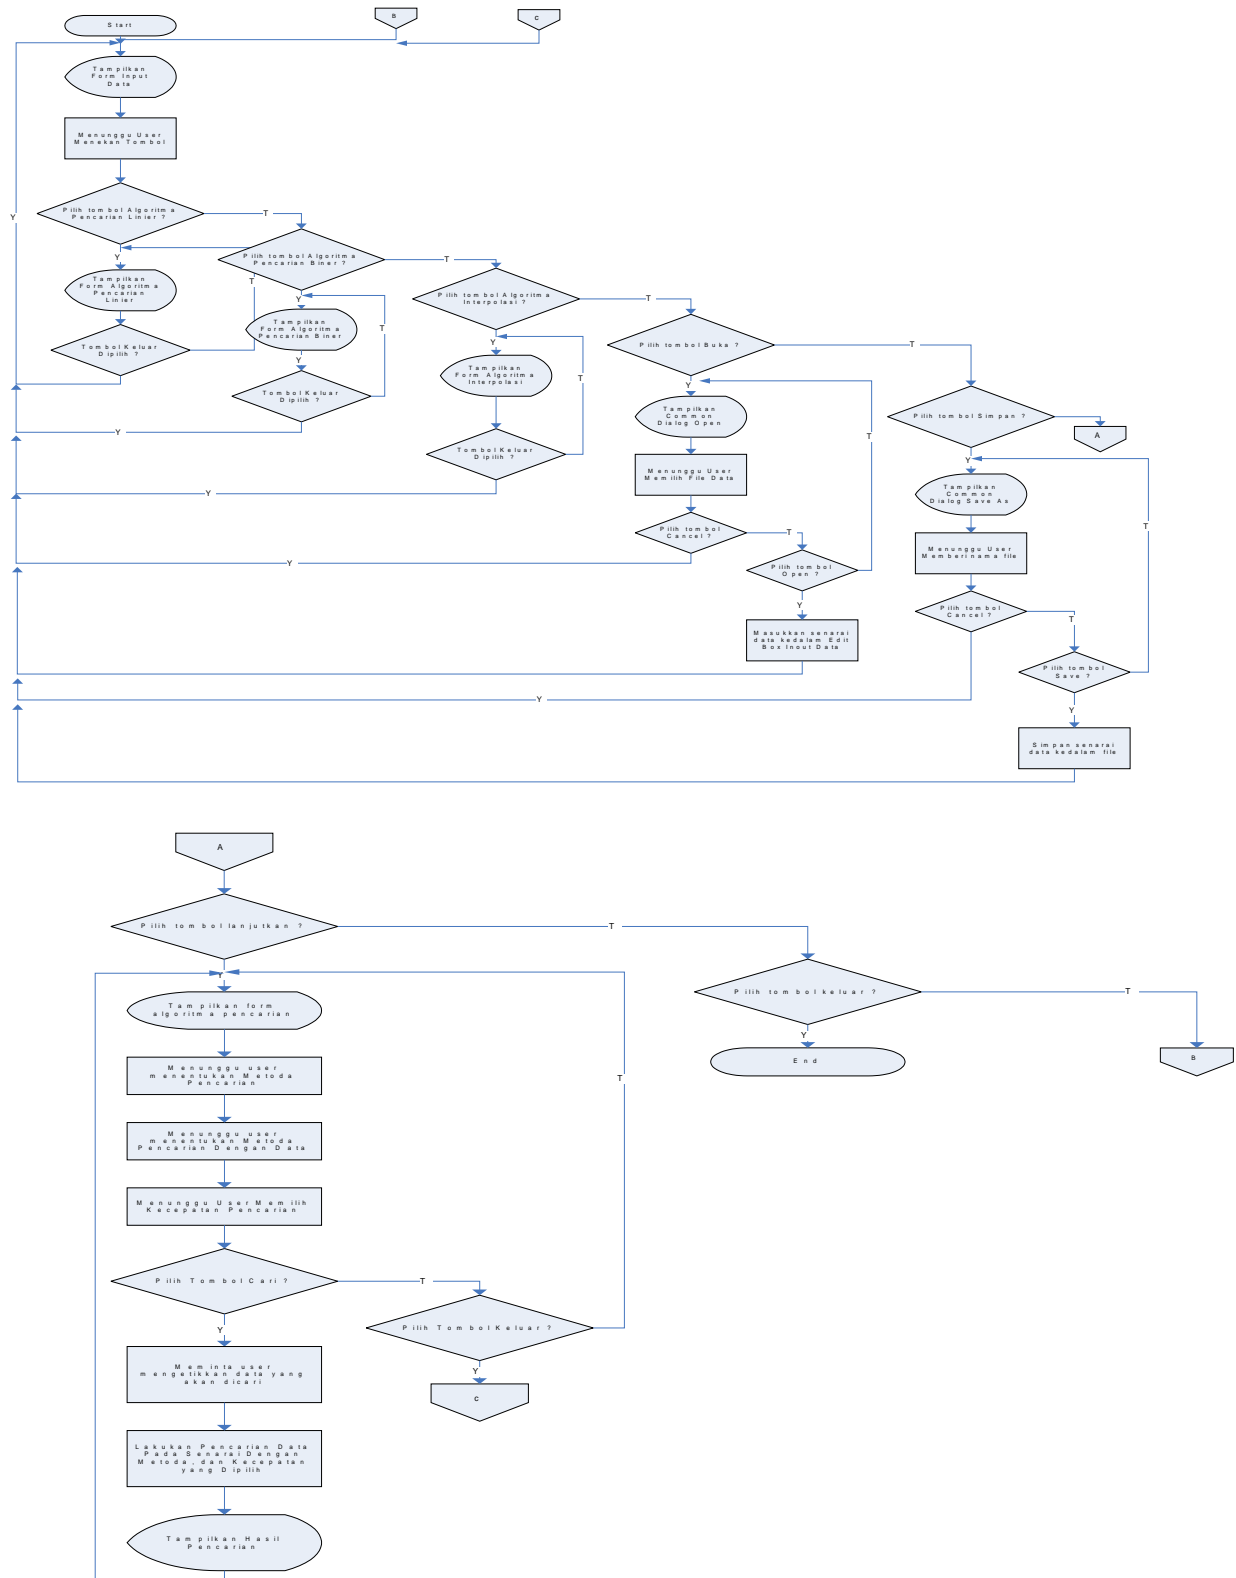 Start
B
C
Tampilkan
Form Input
Data
Menunggu User
Menekan Tombol
Pilih tombol Algoritma
Pencarian Linier ?
T
Y
Y
Tampilkan
Form Algoritma
Pencarian
Linier
Tombol Keluar
Dipilih ?
T
Pilih tombol Algoritma
Pencarian Biner ?
T
Y
Tampilkan
Form Algoritma
Pencarian Biner
Y
Tombol Keluar
Dipilih ?
T
Y
Pilih tombol Algoritma
Interpolasi ?
T
Y
Tampilkan
Form Algoritma
Interpolasi
Tombol Keluar
Dipilih ?
T
Y
Pilih tombol Buka ?
T
Y
Tampilkan
Common
Dialog Open
Menunggu User
Memilih File Data
Pilih tombol
Cancel ?
T
Y
Pilih tombol
Open ?
T
Y
Masukkan senarai
data kedalam Edit
Box Inout Data
Pilih tombol Simpan ?
A
Y
Tampilkan
Common
Dialog Save As
Menunggu User
Memberinama file
Pilih tombol
Cancel ?
T
Y
Pilih tombol
Save ?
T
Y
Simpan senarai
data kedalam file
A
Pilih tombol lanjutkan ?
T
Y
Tampilkan form
algoritma pencarian
Menunggu user
menentukan Metoda
Pencarian
Menunggu user
menentukan Metoda
Pencarian Dengan Data
Menunggu User Memilih
Kecepatan Pencarian
Pilih Tombol Cari ?
T
Y
Pilih Tombol Keluar ?
T
Y
C
Meminta user
mengetikkan data yang
akan dicari
Lakukan Pencarian Data
Pada Senarai Dengan
Metoda, dan Kecepatan
yang Dipilih
Tampilkan Hasil
Pencarian
Pilih tombol keluar ?
T
Y
End
B